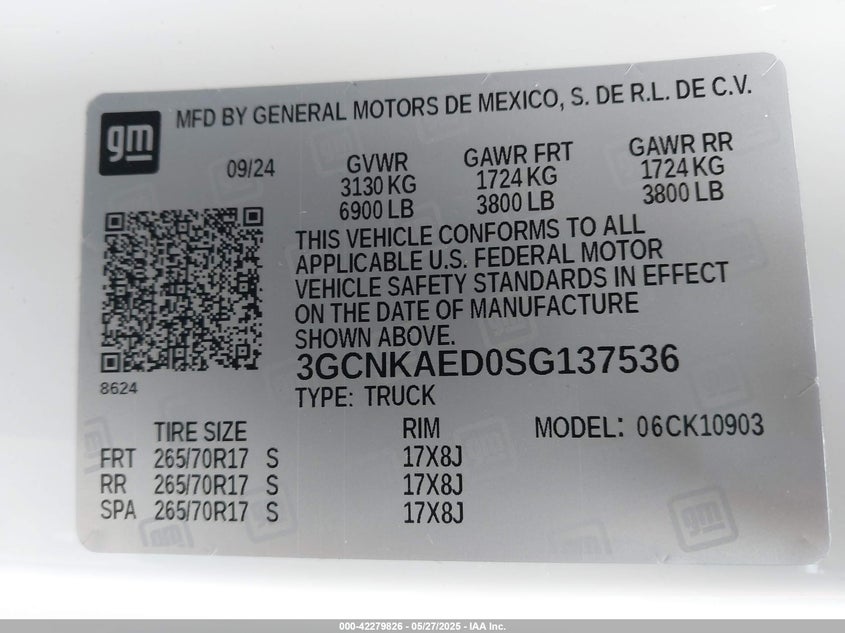 gm
MFD BY GENERAL MOTORS DE MEXICO, S. DE R.L. DE C.V.
09/24 GVWR GAWR FRT GAWR RR
3130 KG 1724 KG 1724 KG
6900 LB 3800 LB 3800 LB
THIS VEHICLE CONFORMS TO ALL
APPLICABLE U.S. FEDERAL MOTOR
VEHICLE SAFETY STANDARDS IN EFFECT
ON THE DATE OF MANUFACTURE
SHOWN ABOVE.
3GCNKAED0SG137536
8624
TYPE: TRUCK
TIRE SIZE RIM MODEL: 06CK10903
FRT 265/70R17 S 17X8J
RR 265/70R17 S 17X8J
SPA 265/70R17 S 17X8J
gm
000-42279826 - 05/27/2025 - IAA Inc.